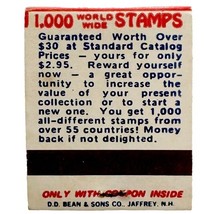 1,000 WORLD WIDE STAMPS
Guaranteed Worth Over
$30 at Standard Catalog
Prices - yours for only
$2.95. Reward yourself
now - a great oppor-
tunity to increase the
value of your present
collection or to start a
new one. You get 1,000
all-different stamps from
over 55 countries! Money
back if not delighted.
ONLY WITH COUPON INSIDE
D.D. BEAN & SONS CO. JAFFREY, N.H.